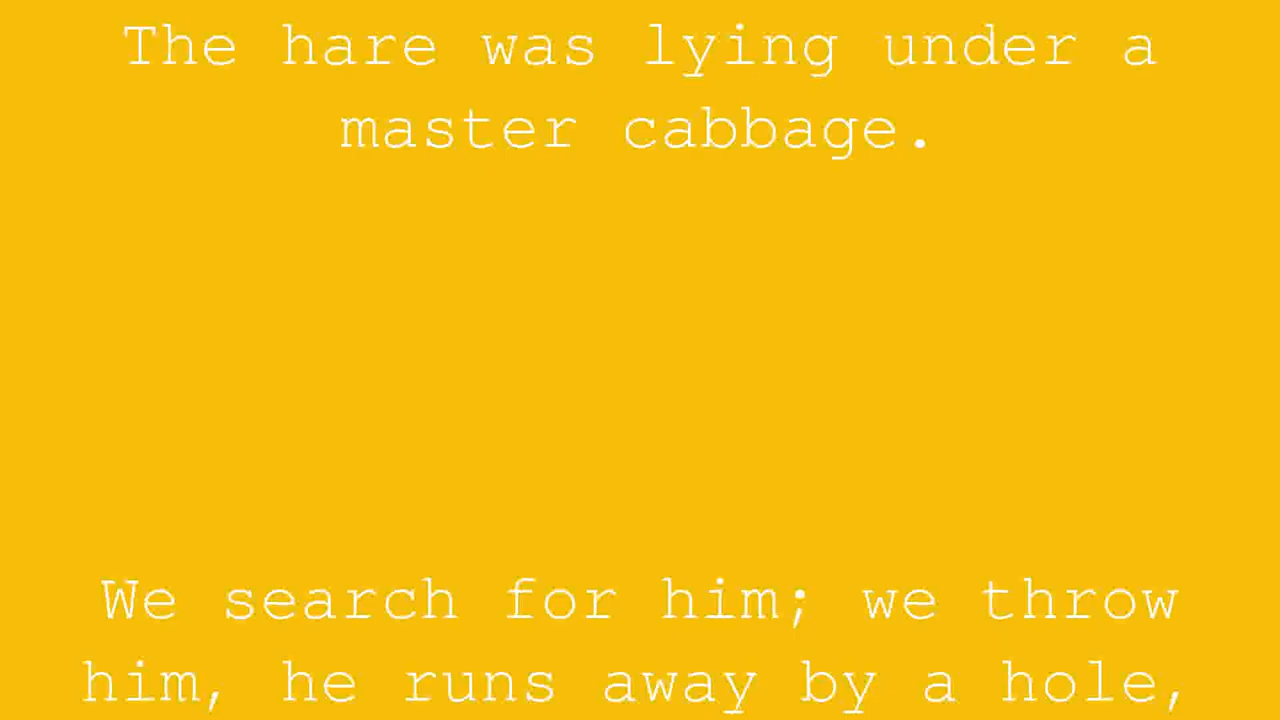 The hare was lying under a
master cabbage.
We search for him; we throw
him, he runs away by a hole,